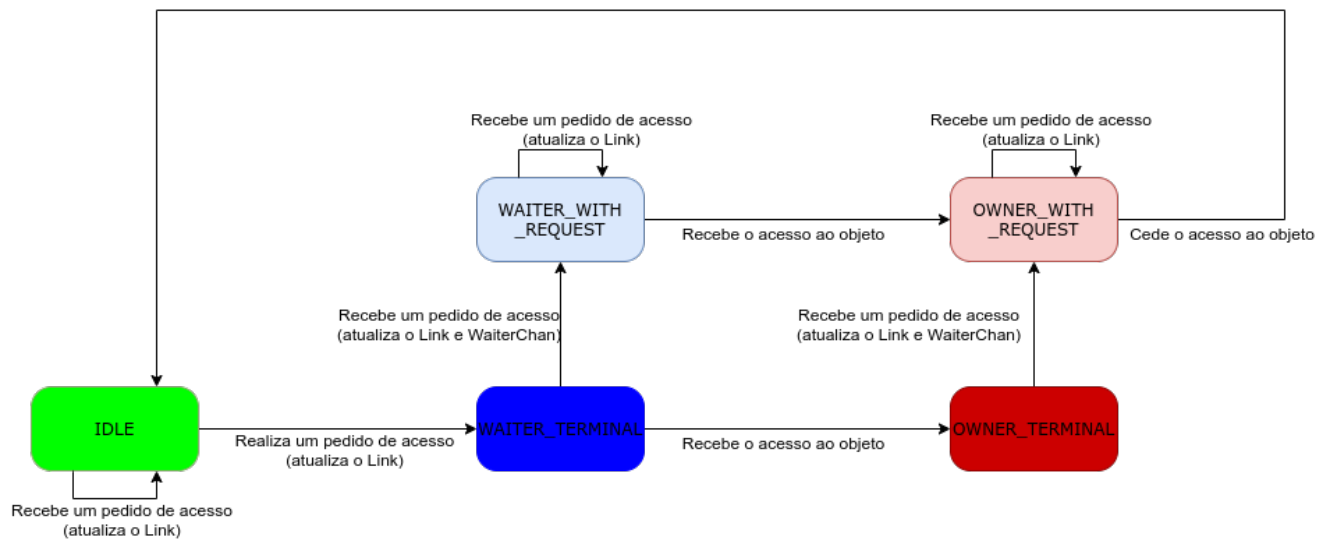 Recebe um pedido de acesso
(atualiza o Link)
Recebe um pedido de acesso
(atualiza o Link)
WAITER_WITH
_REQUEST
Recebe o acesso ao objeto
OWNER_WITH
_REQUEST
Cede o acesso ao objeto
Recebe um pedido de acesso
(atualiza o Link e WaiterChan)
Recebe um pedido de acesso
(atualiza o Link e WaiterChan)
IDLE
Realiza um pedido de acesso
(atualiza o Link)
WAITER_TERMINAL
Recebe o acesso ao objeto
OWNER_TERMINAL
Recebe um pedido de acesso
(atualiza o Link)